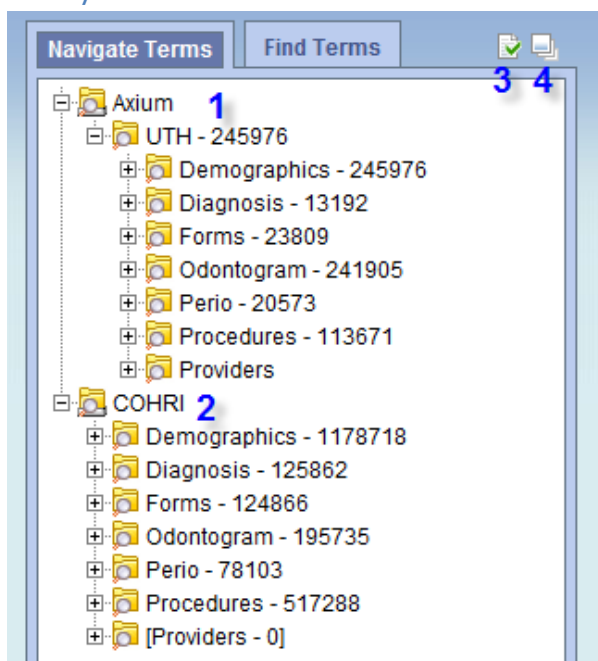 Navigate Terms Find Terms
3 4
Axium 1
UTH - 245976
Demographics - 245976
Diagnosis - 13192
Forms - 23809
Odontogram - 241905
Perio - 20573
Procedures - 113671
Providers
COHRI 2
Demographics - 1178718
Diagnosis - 125862
Forms - 124866
Odontogram - 195735
Perio - 78103
Procedures - 517288
[Providers - 0]